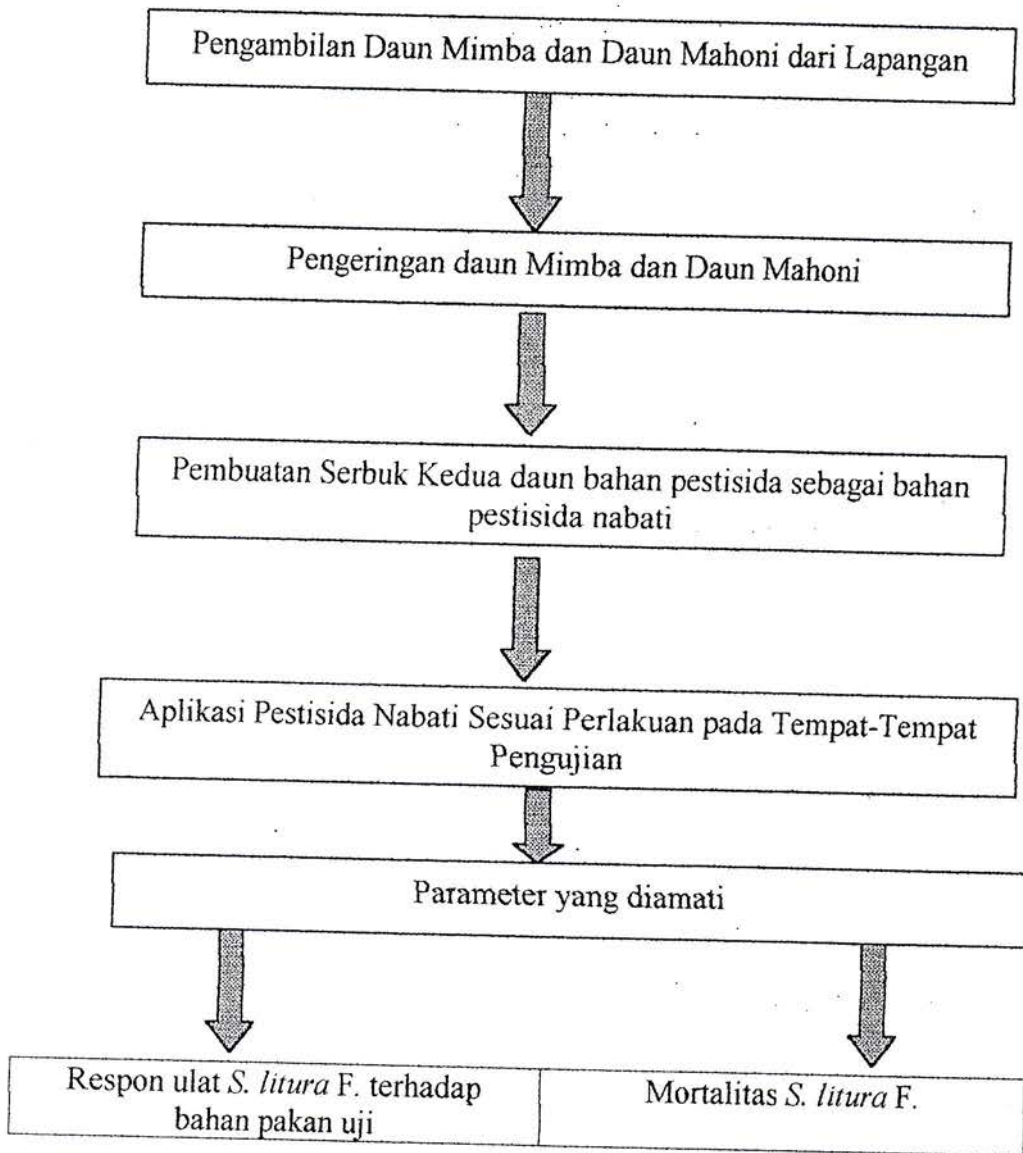 Pengambilan Daun Mimba dan Daun Mahoni dari Lapangan
Pengeringan daun Mimba dan Daun Mahoni
Pembuatan Serbuk Kedua daun bahan pestisida sebagai bahan
pestisida nabati
Aplikasi Pestisida Nabati Sesuai Perlakuan pada Tempat-Tempat
Pengujian
Parameter yang diamati
Respon ulat S. litura F. terhadap
bahan pakan uji
Mortalitas S. litura F.